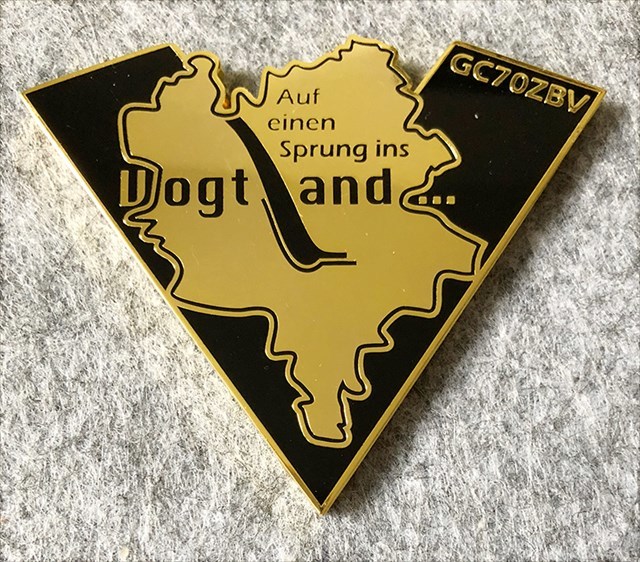 GC70ZBV
Auf
einen
Sprung ins
Vogtland...